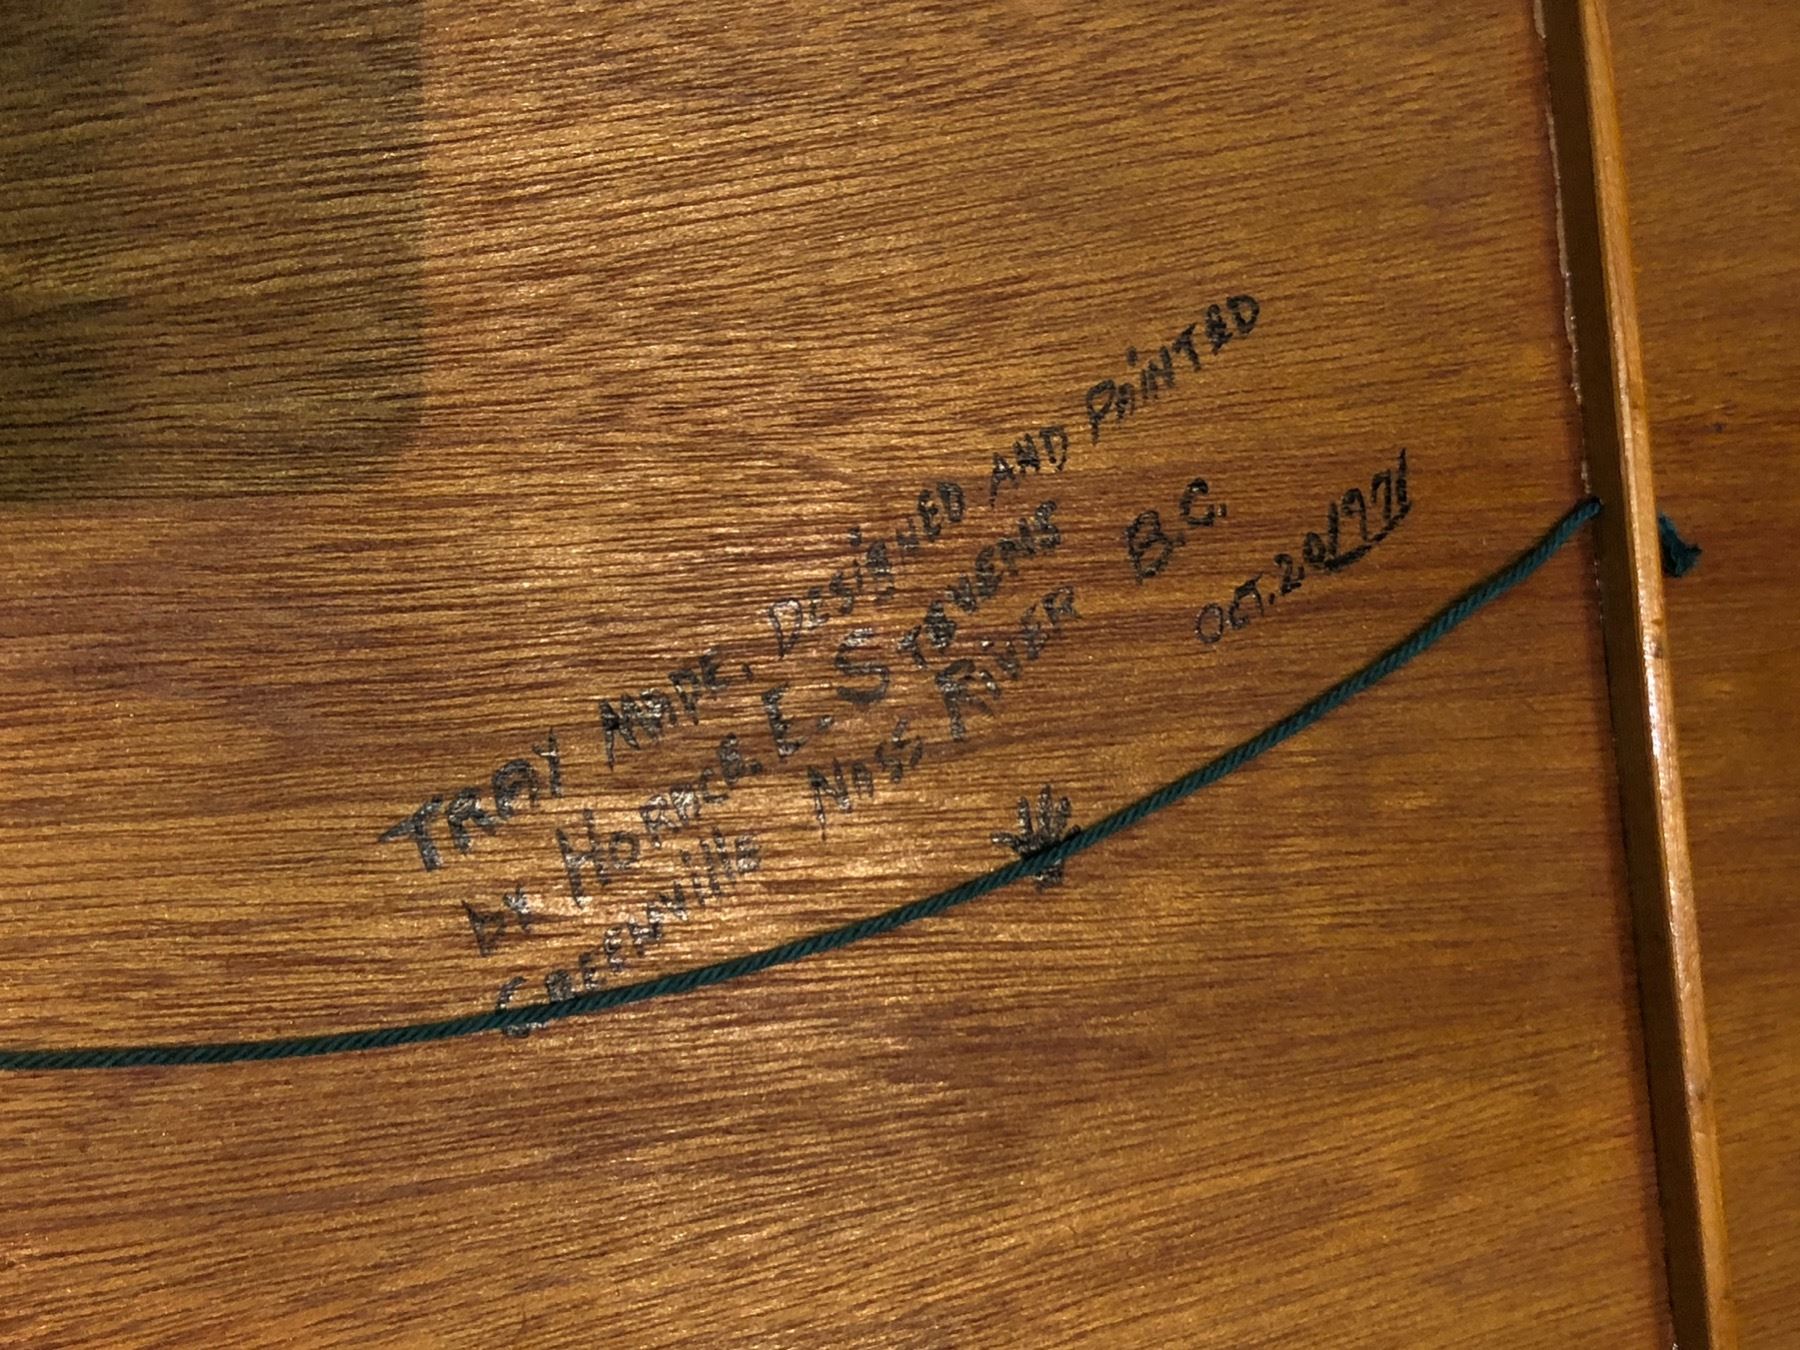 TRAY MADE, DESiGNED AND PAiNTED
by HORACE. E. STEVENS
GREENVillE NASS RiVER B.C.
OCT. 20/1971